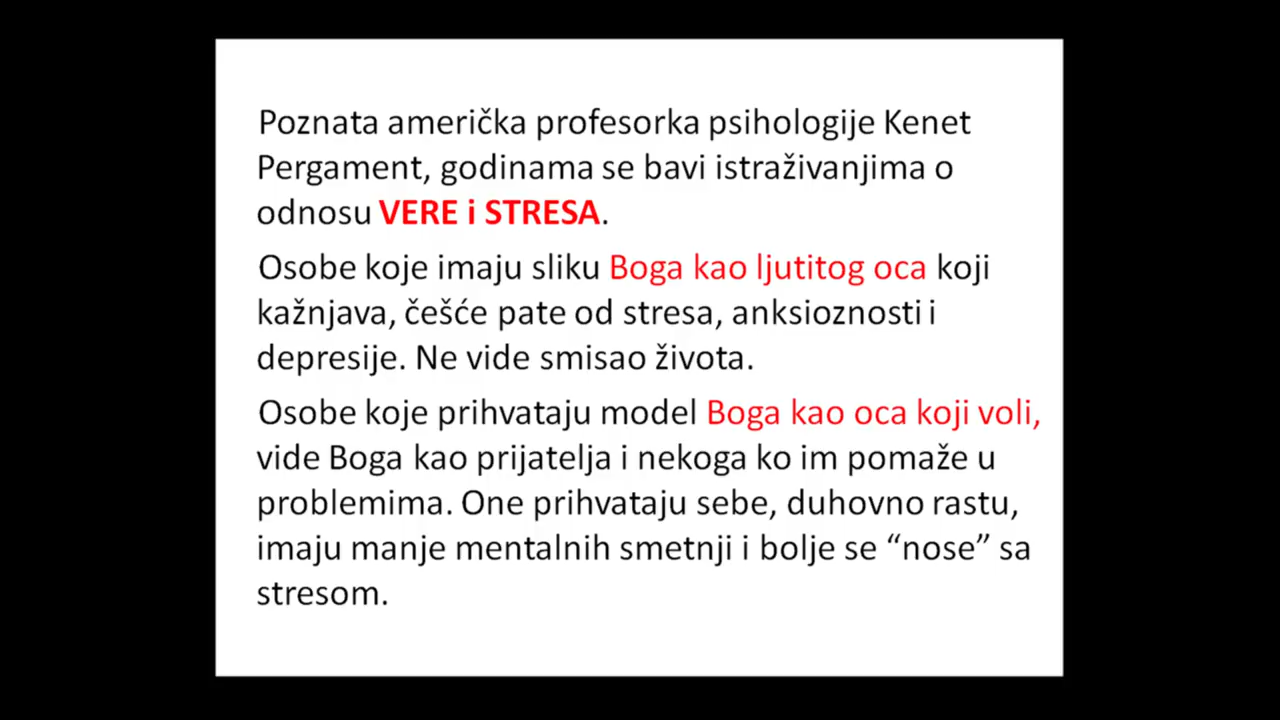 Poznata američka profesorka psihologije Kenet
Pergament, godinama se bavi istraživanjima o
odnosu VERE i STRESA.
Osobe koje imaju sliku Boga kao ljutitog oca koji
kažnjava, češće pate od stresa, anksioznosti i
depresije. Ne vide smisao života.
Osobe koje prihvataju model Boga kao oca koji voli,
vide Boga kao prijatelja i nekoga ko im pomaže u
problemima. One prihvataju sebe, duhovno rastu,
imaju manje mentalnih smetnji i bolje se “nose” sa
stresom.